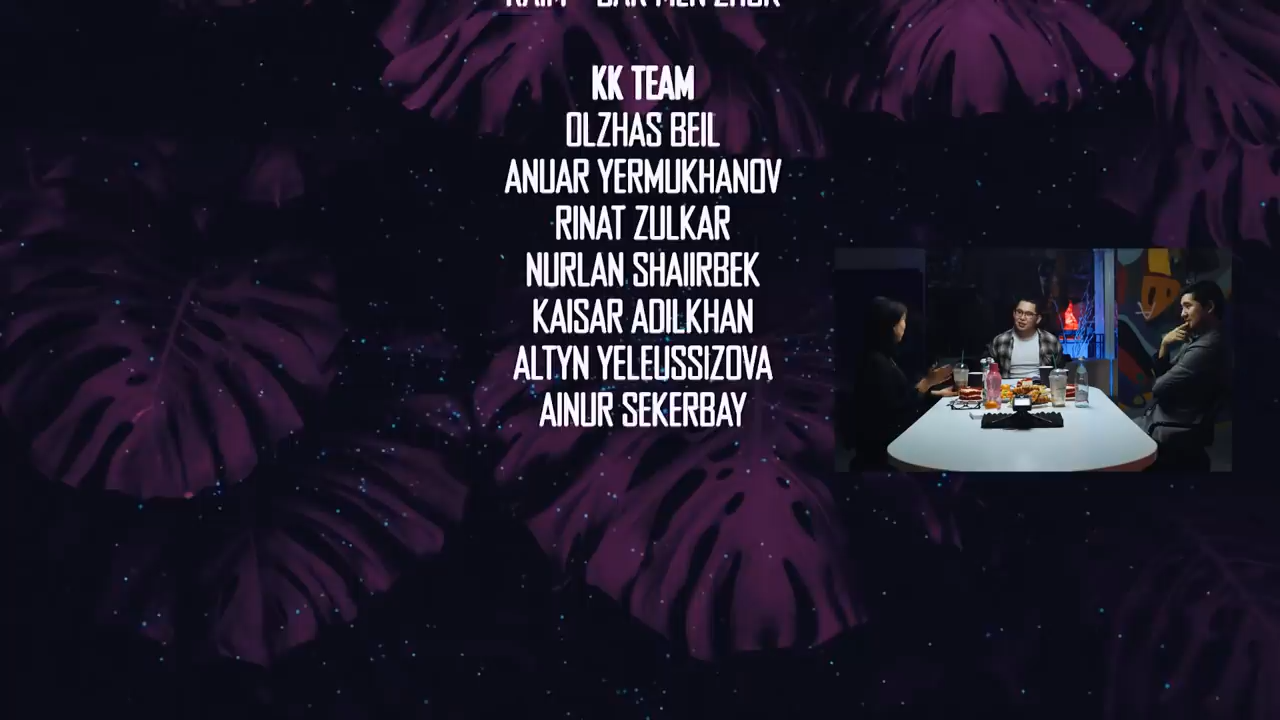 KK TEAM
OLZHAS BEIL
ANUAR YERMUKHANOV
RINAT ZULKAR
NURLAN SHAIIRBEK
KAISAR ADILKHAN
ALTYN YELEUSSIZOVA
AINUR SEKERBAY